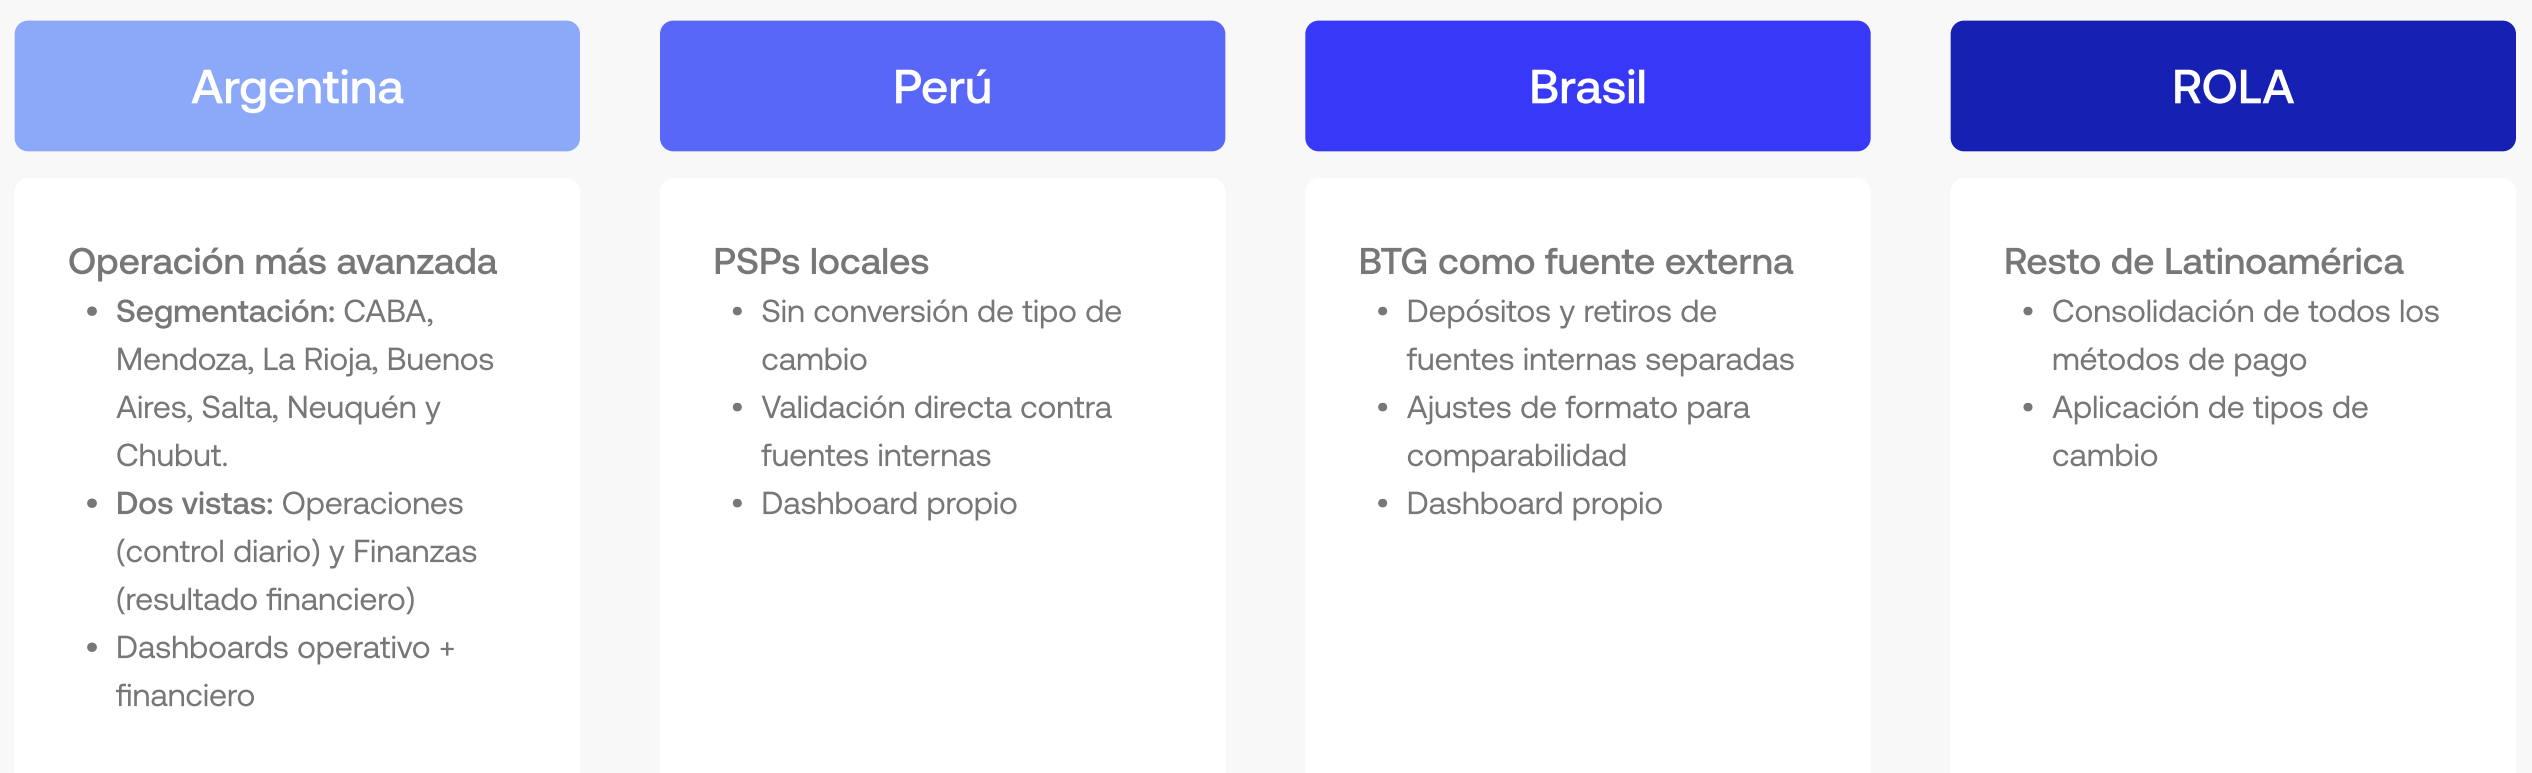 Argentina
Operación más avanzada
• Segmentación: CABA,
Mendoza, La Rioja, Buenos
Aires, Salta, Neuquén y
Chubut.
• Dos vistas: Operaciones
(control diario) y Finanzas
(resultado financiero)
• Dashboards operativo +
financiero
Perú
PSPs locales
• Sin conversión de tipo de
cambio
• Validación directa contra
fuentes internas
• Dashboard propio
Brasil
BTG como fuente externa
• Depósitos y retiros de
fuentes internas separadas
• Ajustes de formato para
comparabilidad
• Dashboard propio
ROLA
Resto de Latinoamérica
• Consolidación de todos los
métodos de pago
• Aplicación de tipos de
cambio